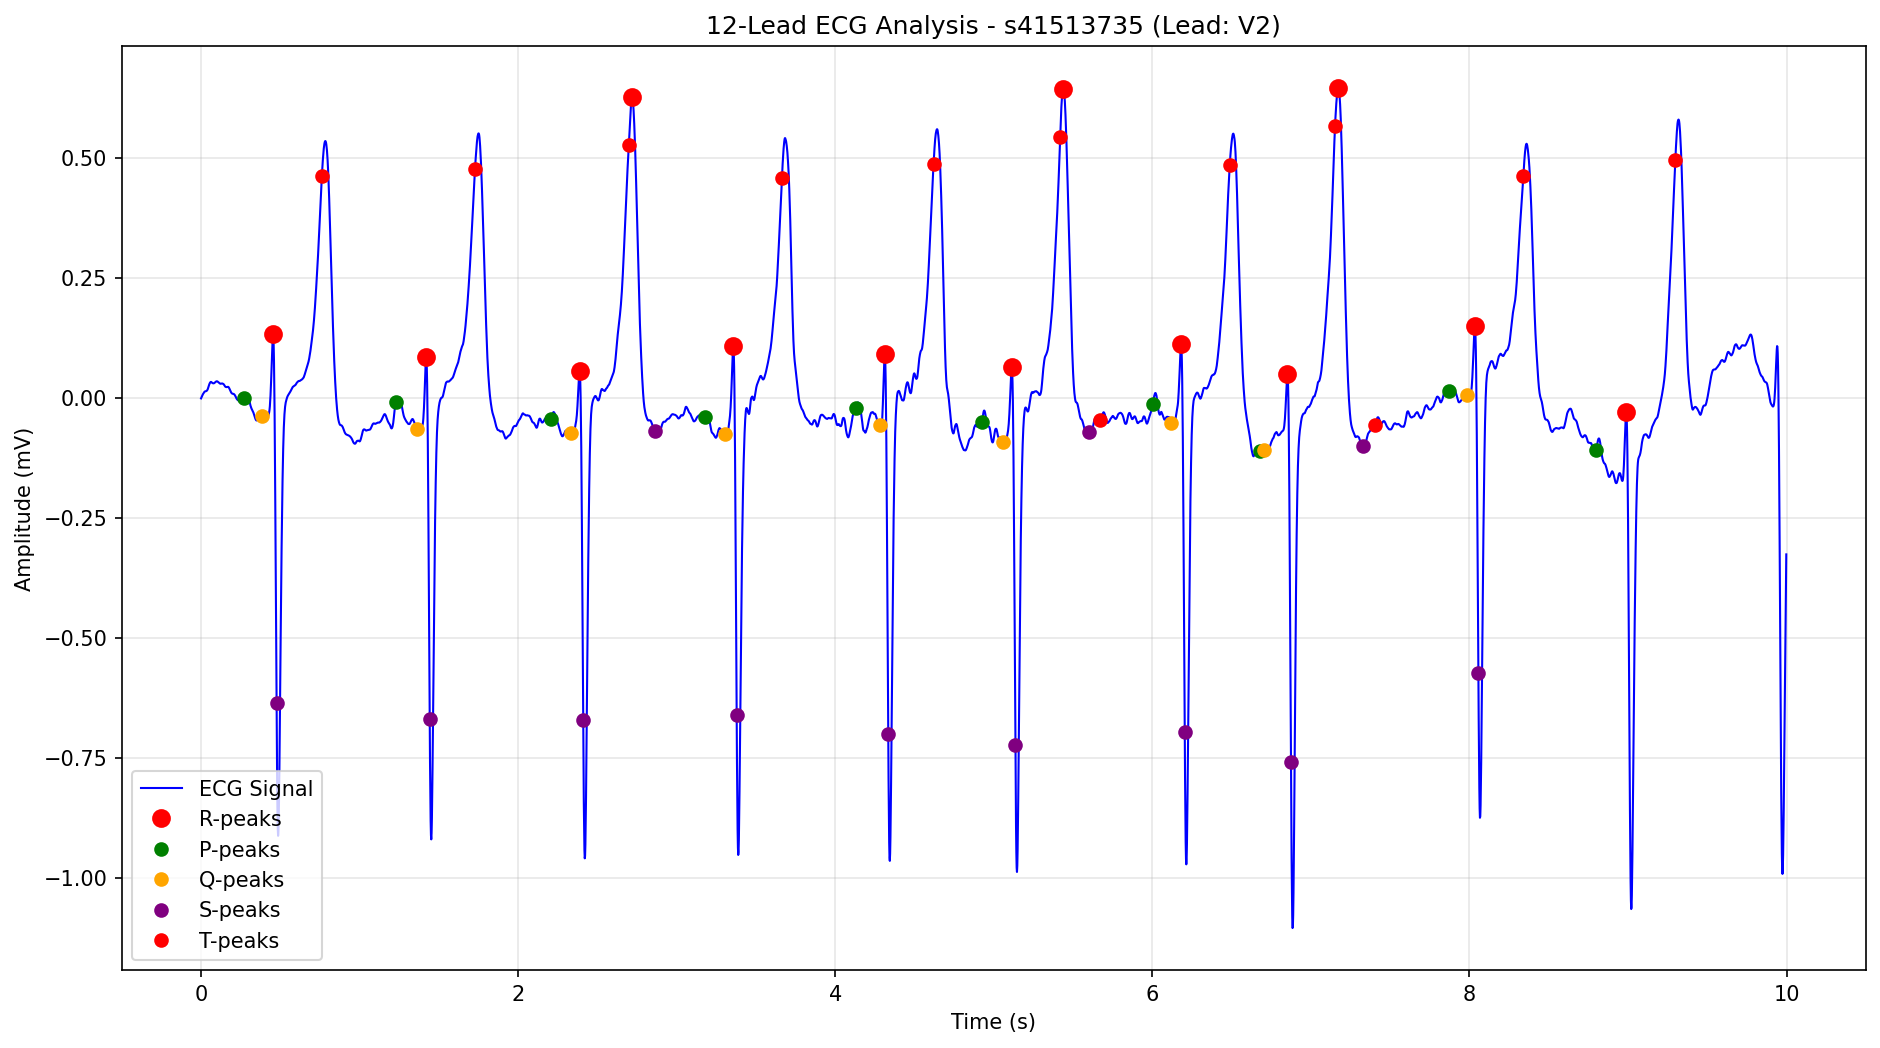 12-Lead ECG Analysis - s41513735 (Lead: V2)
Amplitude (mV)
0.50
0.25
0.00
−0.25
−0.50
−0.75
−1.00
ECG Signal
R-peaks
P-peaks
Q-peaks
S-peaks
T-peaks
0 2 4 6 8 10
Time (s)